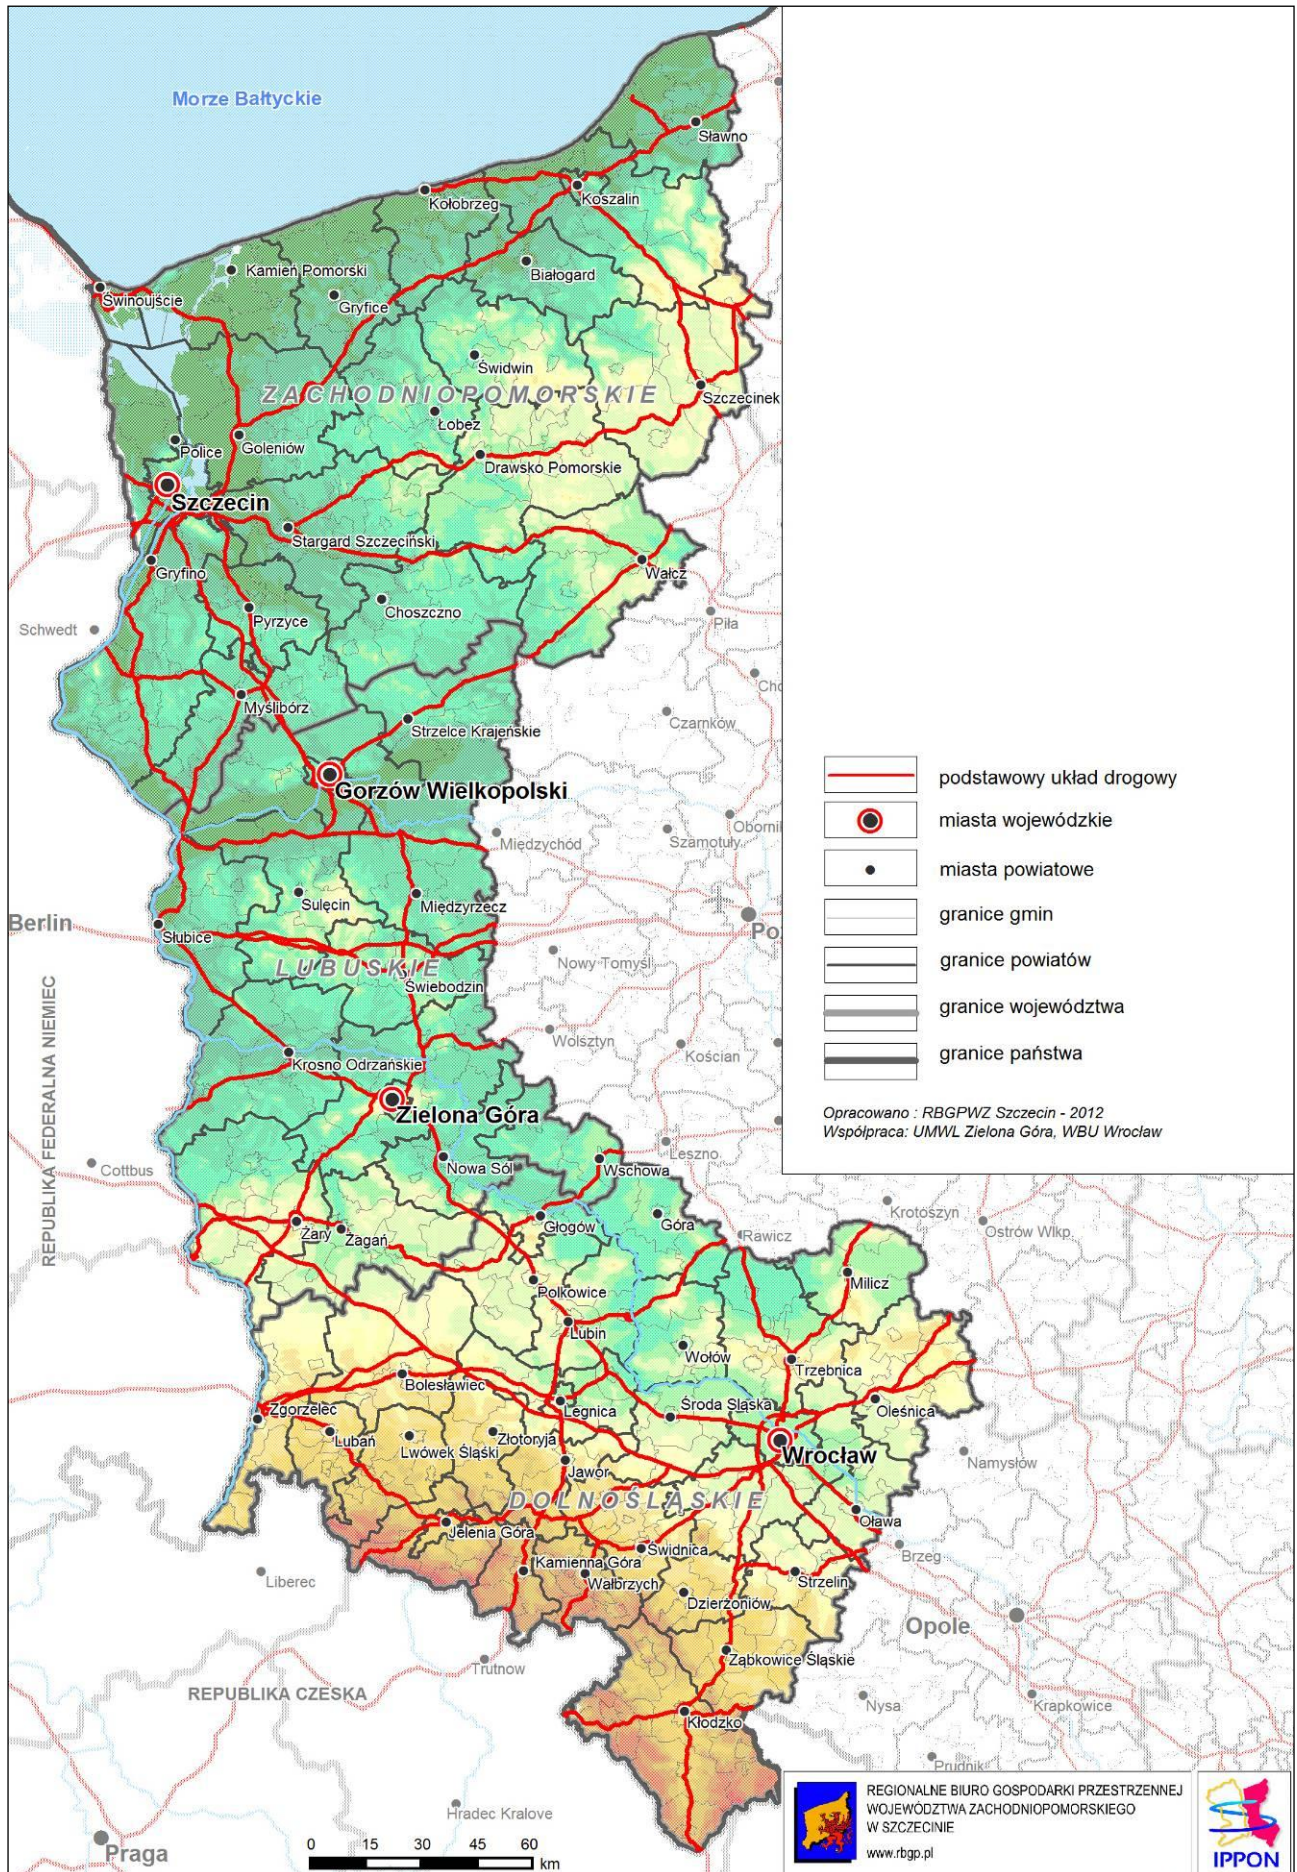 Morze Bałtyckie
Sławno
Kołobrzeg
Koszalin
Kamień Pomorski
Białogard
Świnoujście
Gryfice
Świdwin
ZACHODNIOPOMORSKIE
Szczecinek
Łobez
Police
Goleniów
Drawsko Pomorskie
Szczecin
Stargard Szczeciński
Gryfino
Wałcz
Choszczno
Pyrzyce
Piła
Schwedt
Myślibórz
Czarnków
Strzelce Krajeńskie
Gorzów Wielkopolski
Międzychód
Szamotuły
Sulęcin
Międzyrzecz
Berlin
Słubice
Nowy Tomyśl
LUBUSKIE
Świebodzin
Wolsztyn
Kościan
Krosno Odrzańskie
REPUBLIKA FEDERALNA NIEMIEC
Zielona Góra
Cottbus
Nowa Sól
Wschowa
Leszno
Żary
Żagań
Głogów
Góra
Rawicz
Krotoszyn
Ostrów Wlkp.
Milicz
Polkowice
Lubin
Wołów
Trzebnica
Bolesławiec
Zgorzelec
Legnica
Środa Śląska
Oleśnica
Lubań
Lwówek Śląski
Złotoryja
Jawor
Wrocław
Namysłów
DOLNOŚLĄSKIE
Oława
Jelenia Góra
Świdnica
Brzeg
Kamienna Góra
Wałbrzych
Strzelin
Liberec
Dzierżoniów
Opole
Ząbkowice Śląskie
Trutnow
REPUBLIKA CZESKA
Nysa
Krapkowice
Kłodzko
Prudnik
Hradec Kralove
Praga
0 15 30 45 60
km
podstawowy układ drogowy
miasta wojewódzkie
miasta powiatowe
granice gmin
granice powiatów
granice województwa
granice państwa
Opracowano : RBGPWZ Szczecin - 2012
Współpraca: UMWL Zielona Góra, WBU Wrocław
REGIONALNE BIURO GOSPODARKI PRZESTRZENNEJ
WOJEWÓDZTWA ZACHODNIOPOMORSKIEGO
W SZCZECINIE
www.rbgp.pl
IPPON